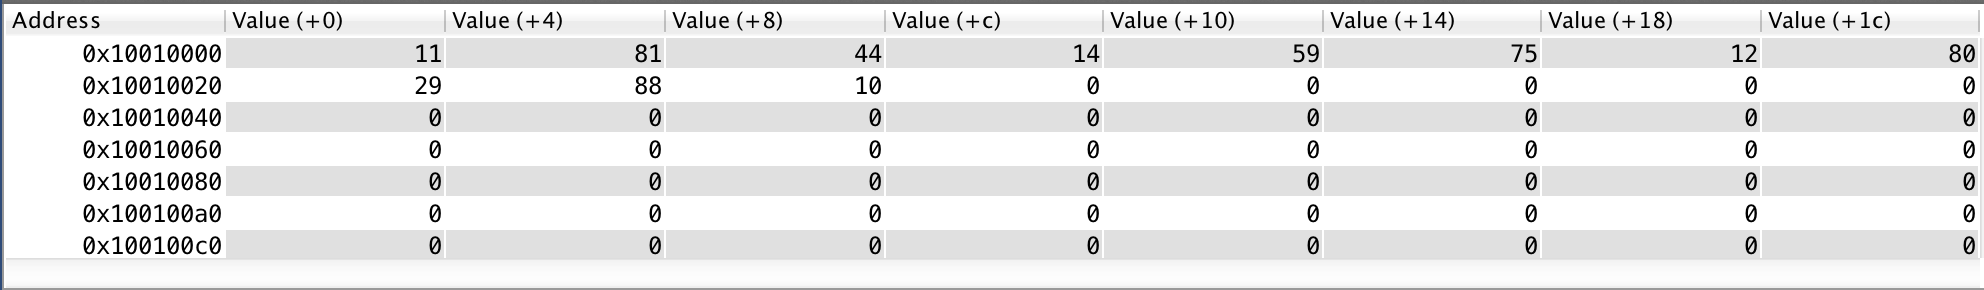 Address Value (+0) Value (+4) Value (+8) Value (+c) Value (+10) Value (+14) Value (+18) Value (+1c)
0x10010000 11 81 44 14 59 75 12 80
0x10010020 29 88 10 0 0 0 0 0
0x10010040 0 0 0 0 0 0 0 0
0x10010060 0 0 0 0 0 0 0 0
0x10010080 0 0 0 0 0 0 0 0
0x100100a0 0 0 0 0 0 0 0 0
0x100100c0 0 0 0 0 0 0 0 0